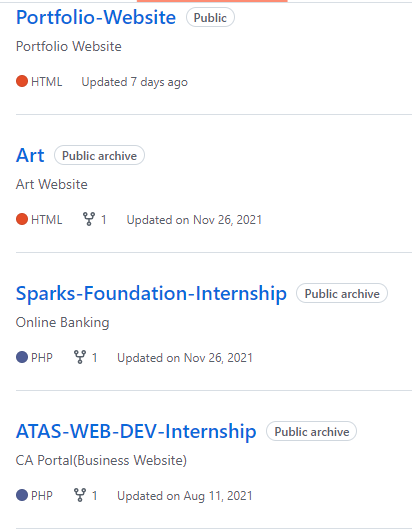 Portfolio-Website Public
Portfolio Website
HTML Updated 7 days ago
Art Public archive
Art Website
HTML 1 Updated on Nov 26, 2021
Sparks-Foundation-Internship Public archive
Online Banking
PHP 1 Updated on Nov 26, 2021
ATAS-WEB-DEV-Internship Public archive
CA Portal(Business Website)
PHP 1 Updated on Aug 11, 2021